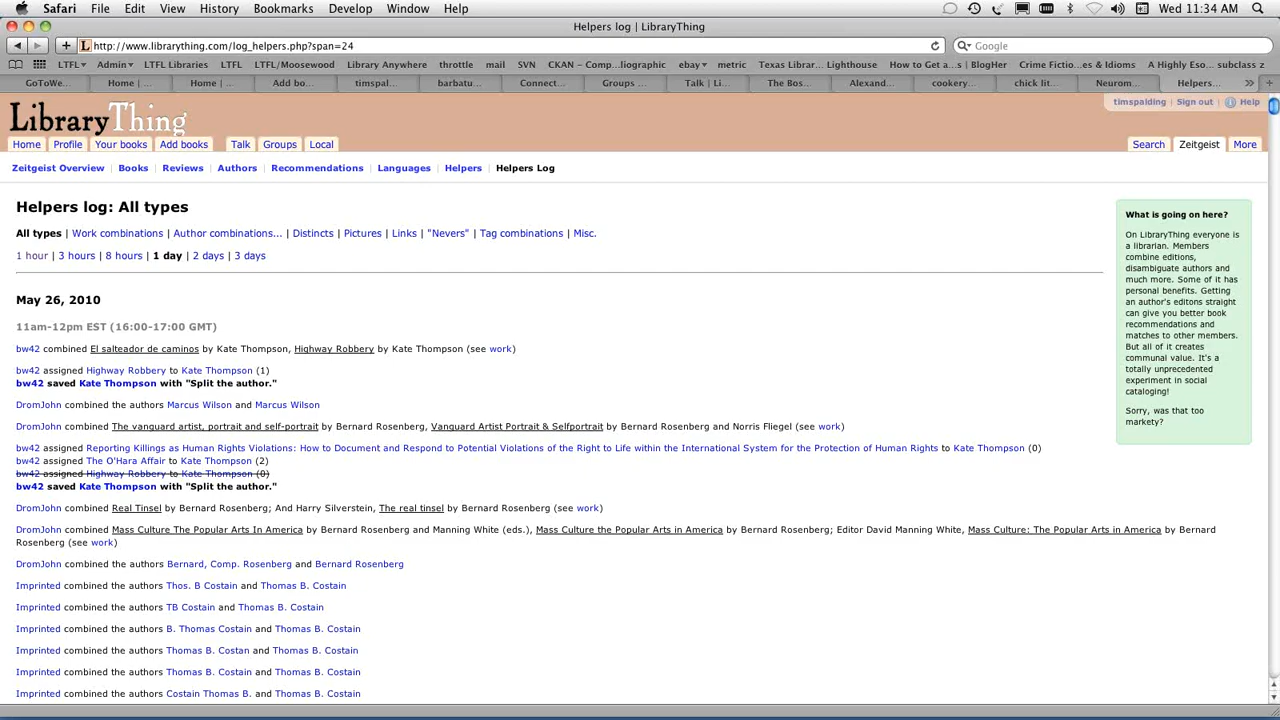 Safari File Edit View History Bookmarks Develop Window Help Wed 11:34 AM
Helpers log | LibraryThing
http://www.librarything.com/log_helpers.php?span=24 Google
LTFL Admin LTFL Libraries LTFL LTFL/Moosewood Library Anywhere throttle mail SVN CKAN - Comp...liographic ebay metric Texas Librar... Lighthouse How to Get a...s | BlogHer Crime Fictio...es & Idioms A Highly Eso... subclass z
GoToWe... Home |... Home |... Add bo... timspal... barbatu... Connect... Groups ... Talk | Li... The Bos... Alexand... cookery... chick lit... Neurom... Helpers... »
LibraryThing
timspalding | Sign out | Help
Home Profile Your books Add books Talk Groups Local Search Zeitgeist More
Zeitgeist Overview | Books | Reviews | Authors | Recommendations | Languages | Helpers | Helpers Log
Helpers log: All types
All types | Work combinations | Author combinations... | Distincts | Pictures | Links | "Nevers" | Tag combinations | Misc.
1 hour | 3 hours | 8 hours | 1 day | 2 days | 3 days
May 26, 2010
11am-12pm EST (16:00-17:00 GMT)
bw42 combined El salteador de caminos by Kate Thompson, Highway Robbery by Kate Thompson (see work)
bw42 assigned Highway Robbery to Kate Thompson (1)
bw42 saved Kate Thompson with "Split the author."
DromJohn combined the authors Marcus Wilson and Marcus Wilson
DromJohn combined The vanguard artist, portrait and self-portrait by Bernard Rosenberg, Vanguard Artist Portrait & Selfportrait by Bernard Rosenberg and Norris Fliegel (see work)
bw42 assigned Reporting Killings as Human Rights Violations: How to Document and Respond to Potential Violations of the Right to Life within the International System for the Protection of Human Rights to Kate Thompson (0)
bw42 assigned The O'Hara Affair to Kate Thompson (2)
bw42 assigned Highway Robbery to Kate Thompson (0)
bw42 saved Kate Thompson with "Split the author."
DromJohn combined Real Tinsel by Bernard Rosenberg; And Harry Silverstein, The real tinsel by Bernard Rosenberg (see work)
DromJohn combined Mass Culture The Popular Arts In America by Bernard Rosenberg and Manning White (eds.), Mass Culture the Popular Arts in America by Bernard Rosenberg; Editor David Manning White, Mass Culture: The Popular Arts in America by Bernard
Rosenberg (see work)
DromJohn combined the authors Bernard, Comp. Rosenberg and Bernard Rosenberg
Imprinted combined the authors Thos. B Costain and Thomas B. Costain
Imprinted combined the authors TB Costain and Thomas B. Costain
Imprinted combined the authors B. Thomas Costain and Thomas B. Costain
Imprinted combined the authors Thomas B. Costan and Thomas B. Costain
Imprinted combined the authors Thomas B. Costain and Thomas B. Costain
Imprinted combined the authors Costain Thomas B. and Thomas B. Costain
What is going on here?
On LibraryThing everyone
is a librarian. Members
combine editions,
disambiguate authors and
much more. Some of it has
personal benefits. Getting
an author's editons straight
can give you better book
recommendations and
matches to other members.
But all of it creates
communal value. It's a
totally unprecedented
experiment in social
cataloging!
Sorry, was that too
markety?